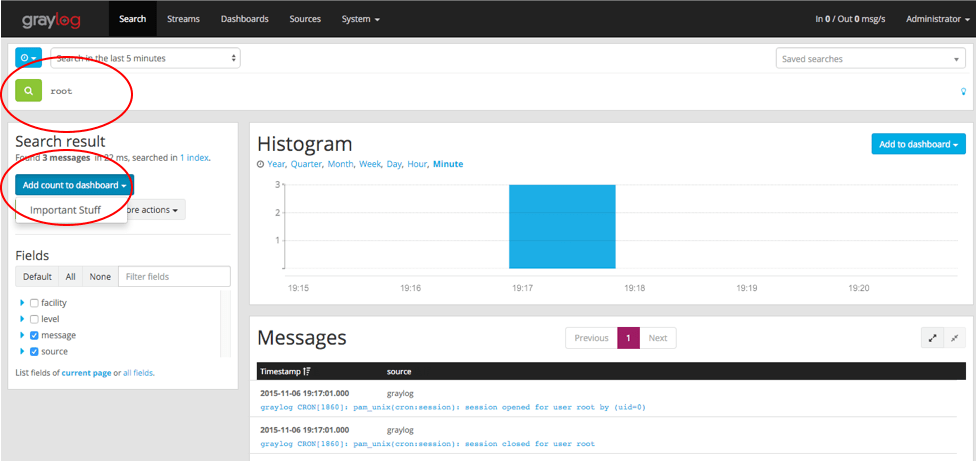 graylog Search Streams Dashboards Sources System In 0 / Out 0 msg/s Administrator
Search in the last 5 minutes Saved searches
root
Search result
Found 3 messages in 22 ms, searched in 1 index.
Add count to dashboard
Important Stuff ore actions
Fields
Default All None Filter fields
facility
level
message
source
List fields of current page or all fields.
Histogram Add to dashboard
Year, Quarter, Month, Week, Day, Hour, Minute
3
2
1
19:15 19:16 19:17 19:18 19:19 19:20
Messages Previous 1 Next
Timestamp source
2015-11-06 19:17:01.000 graylog
graylog CRON[1860]: pam_unix(cron:session): session opened for user root by (uid=0)
2015-11-06 19:17:01.000 graylog
graylog CRON[1860]: pam_unix(cron:session): session closed for user root